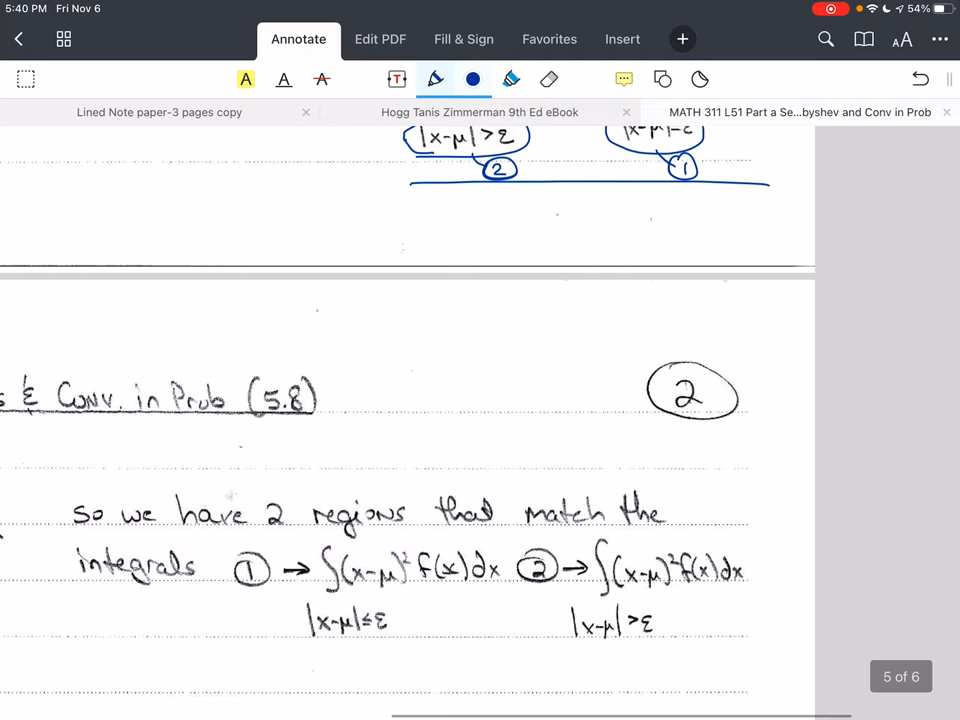 5:40 PM Fri Nov 6
54%
Annotate Edit PDF Fill & Sign Favorites Insert
AA
A A A T
Lined Note paper-3 pages copy Hogg Tanis Zimmerman 9th Ed eBook MATH 311 L51 Part a Se...byshev and Conv in Prob
|x-μ|>ε
2 1
& Conv. in Prob (5.8) 2
so we have 2 regions that match the
integrals ① → ∫(x-μ)² f(x)dx ② → ∫(x-μ)² f(x)dx
|x-μ|≤ε |x-μ|>ε
5 of 6